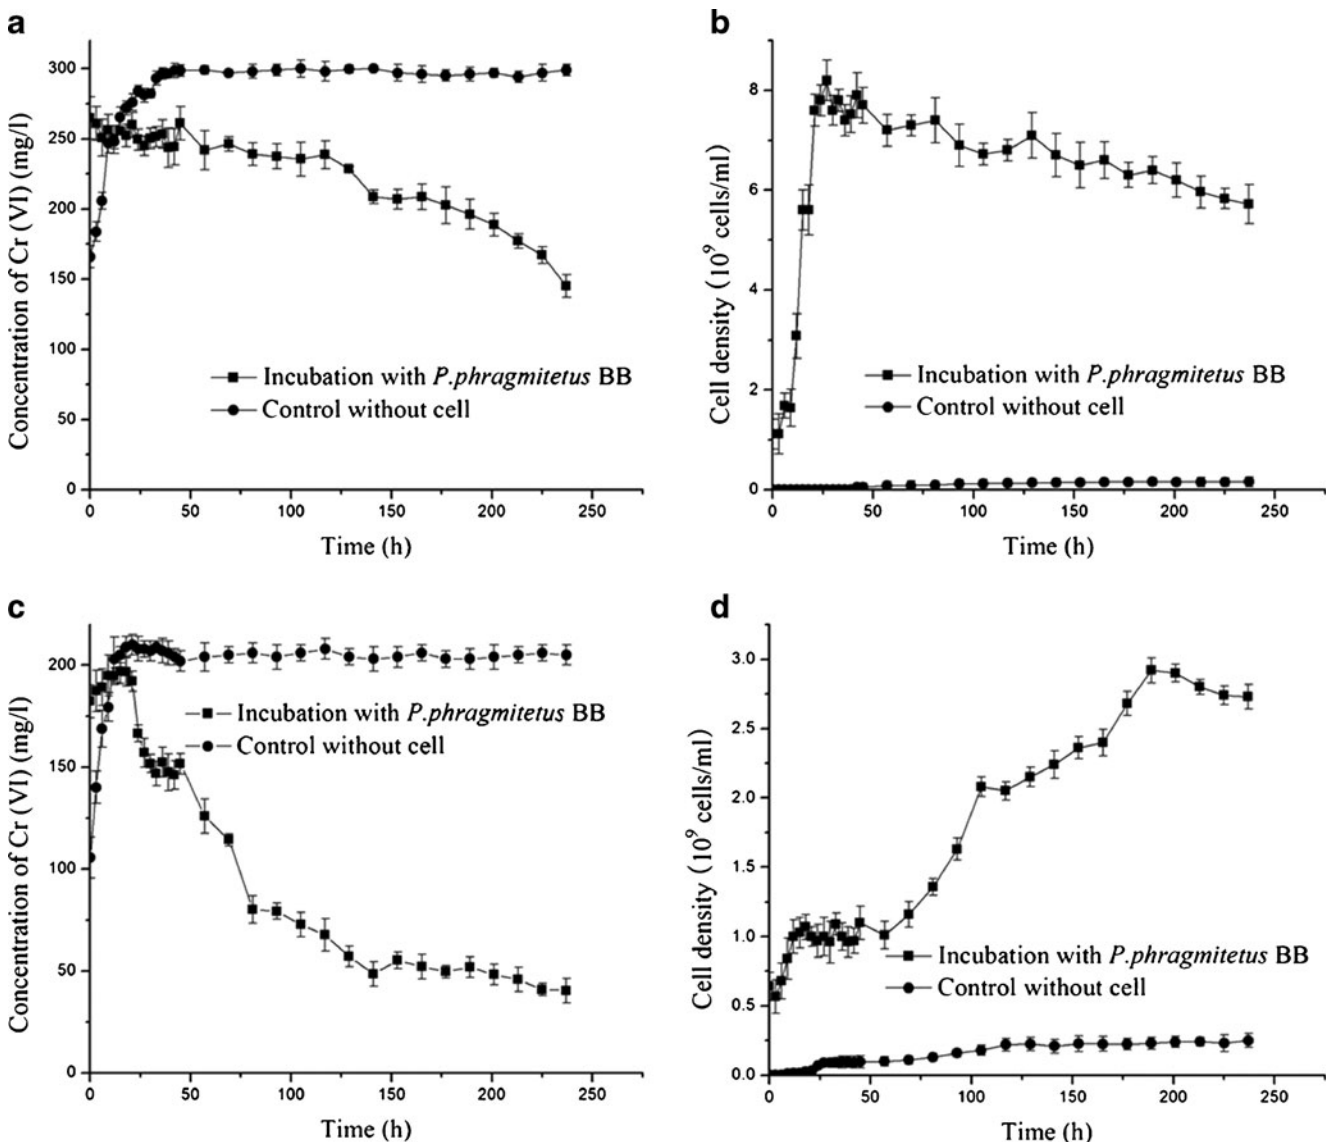 a
Concentration of Cr (VI) (mg/l)
300
250
200
150
100
50
0
0 50 100 150 200 250
Time (h)
Incubation with P.phragmitetus BB
Control without cell
b
Cell density (10⁹ cells/ml)
8
6
4
2
0
0 50 100 150 200 250
Time (h)
Incubation with P.phragmitetus BB
Control without cell
c
Concentration of Cr (VI) (mg/l)
200
150
100
50
0
0 50 100 150 200 250
Time (h)
Incubation with P.phragmitetus BB
Control without cell
d
Cell density (10⁹ cells/ml)
3.0
2.5
2.0
1.5
1.0
0.5
0.0
0 50 100 150 200 250
Time (h)
Incubation with P.phragmitetus BB
Control without cell